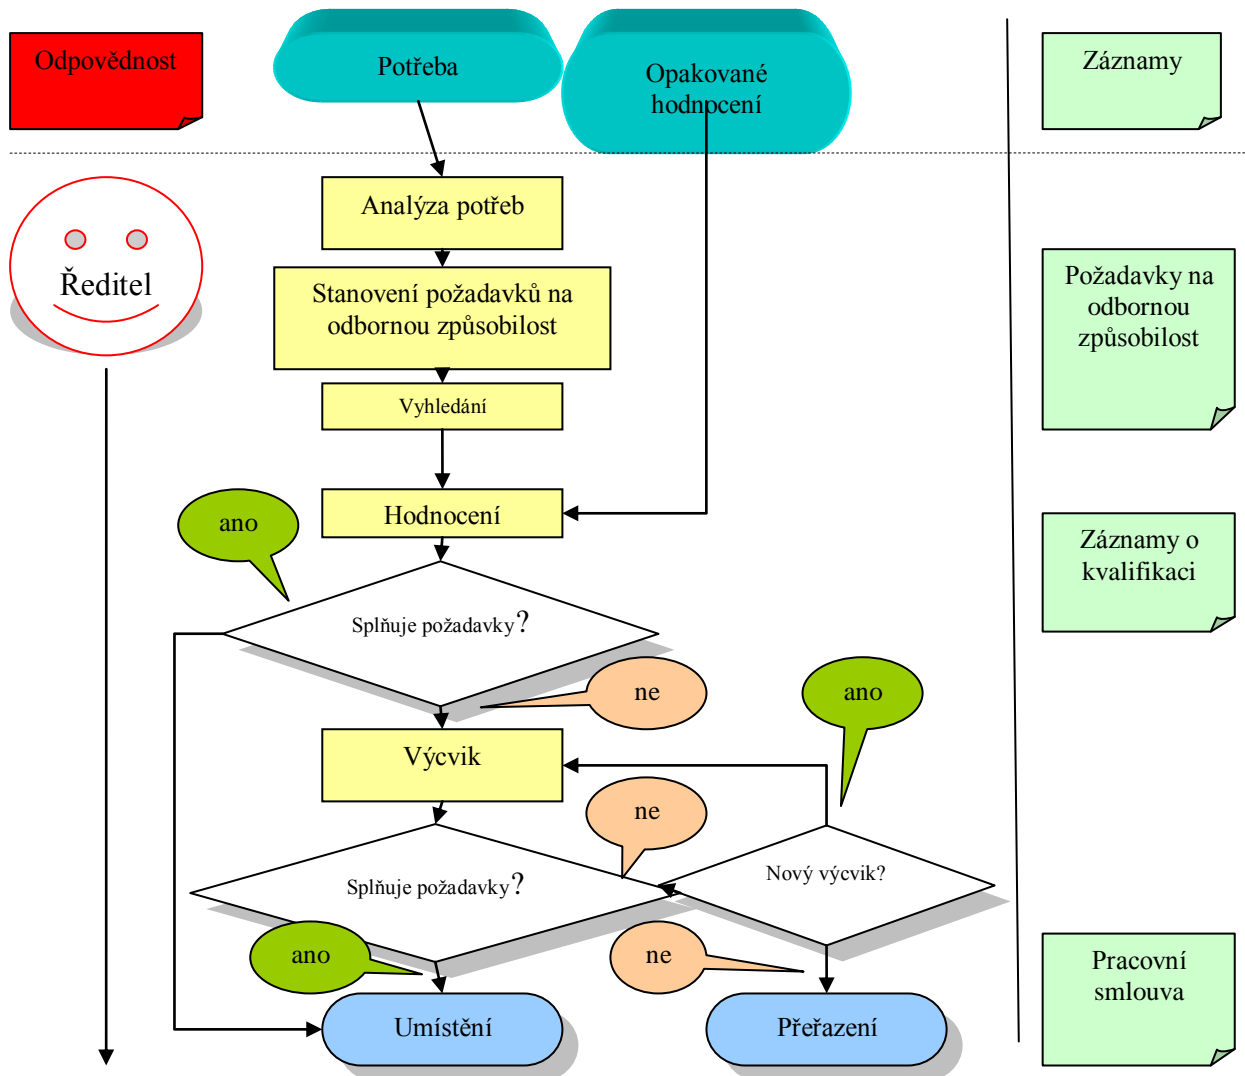 Odpovědnost
Potřeba
Opakované
hodnocení
Záznamy
Ředitel
Analýza potřeb
Stanovení požadavků na
odbornou způsobilost
Požadavky na
odbornou
způsobilost
Vyhledání
Hodnocení
ano
Záznamy o
kvalifikaci
Splňuje požadavky?
ne
ano
Výcvik
ne
Splňuje požadavky?
Nový výcvik?
ano
ne
Pracovní
smlouva
Umístění
Přeřazení